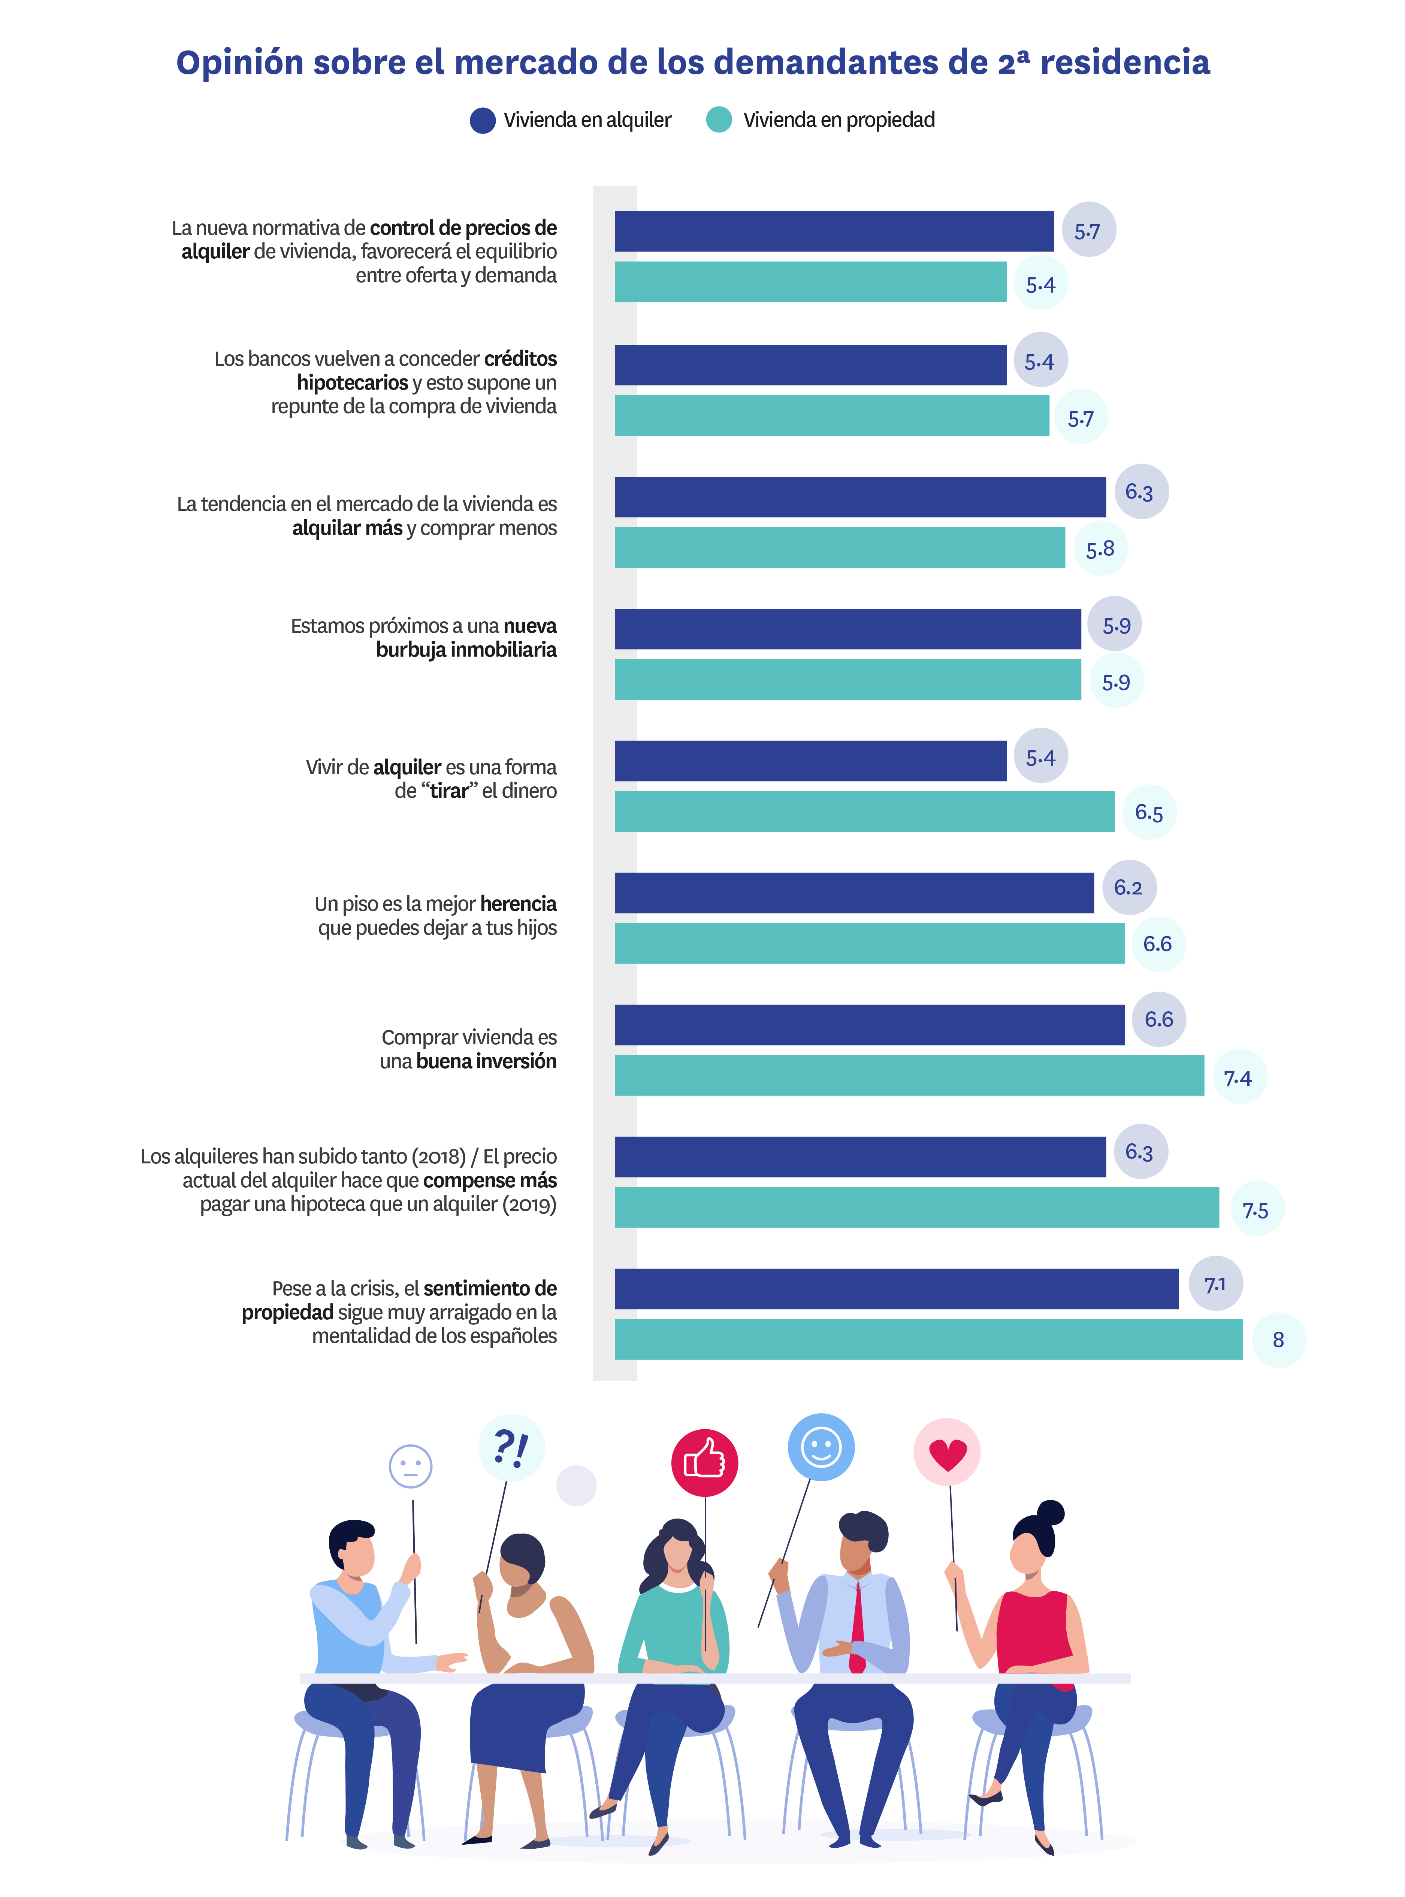 Opinión sobre el mercado de los demandantes de 2ª residencia
Vivienda en alquiler
Vivienda en propiedad
La nueva normativa de control de precios de
alquiler de vivienda, favorecerá el equilibrio
entre oferta y demanda
5.7
5.4
Los bancos vuelven a conceder créditos
hipotecarios y esto supone un
repunte de la compra de vivienda
5.4
5.7
La tendencia en el mercado de la vivienda es
alquilar más y comprar menos
6.3
5.8
Estamos próximos a una nueva
burbuja inmobiliaria
5.9
5.9
Vivir de alquiler es una forma
de “tirar” el dinero
5.4
6.5
Un piso es la mejor herencia
que puedes dejar a tus hijos
6.2
6.6
Comprar vivienda es
una buena inversión
6.6
7.4
Los alquileres han subido tanto (2018) / El precio
actual del alquiler hace que compense más
pagar una hipoteca que un alquiler (2019)
6.3
7.5
Pese a la crisis, el sentimiento de
propiedad sigue muy arraigado en la
mentalidad de los españoles
7.1
8
?!